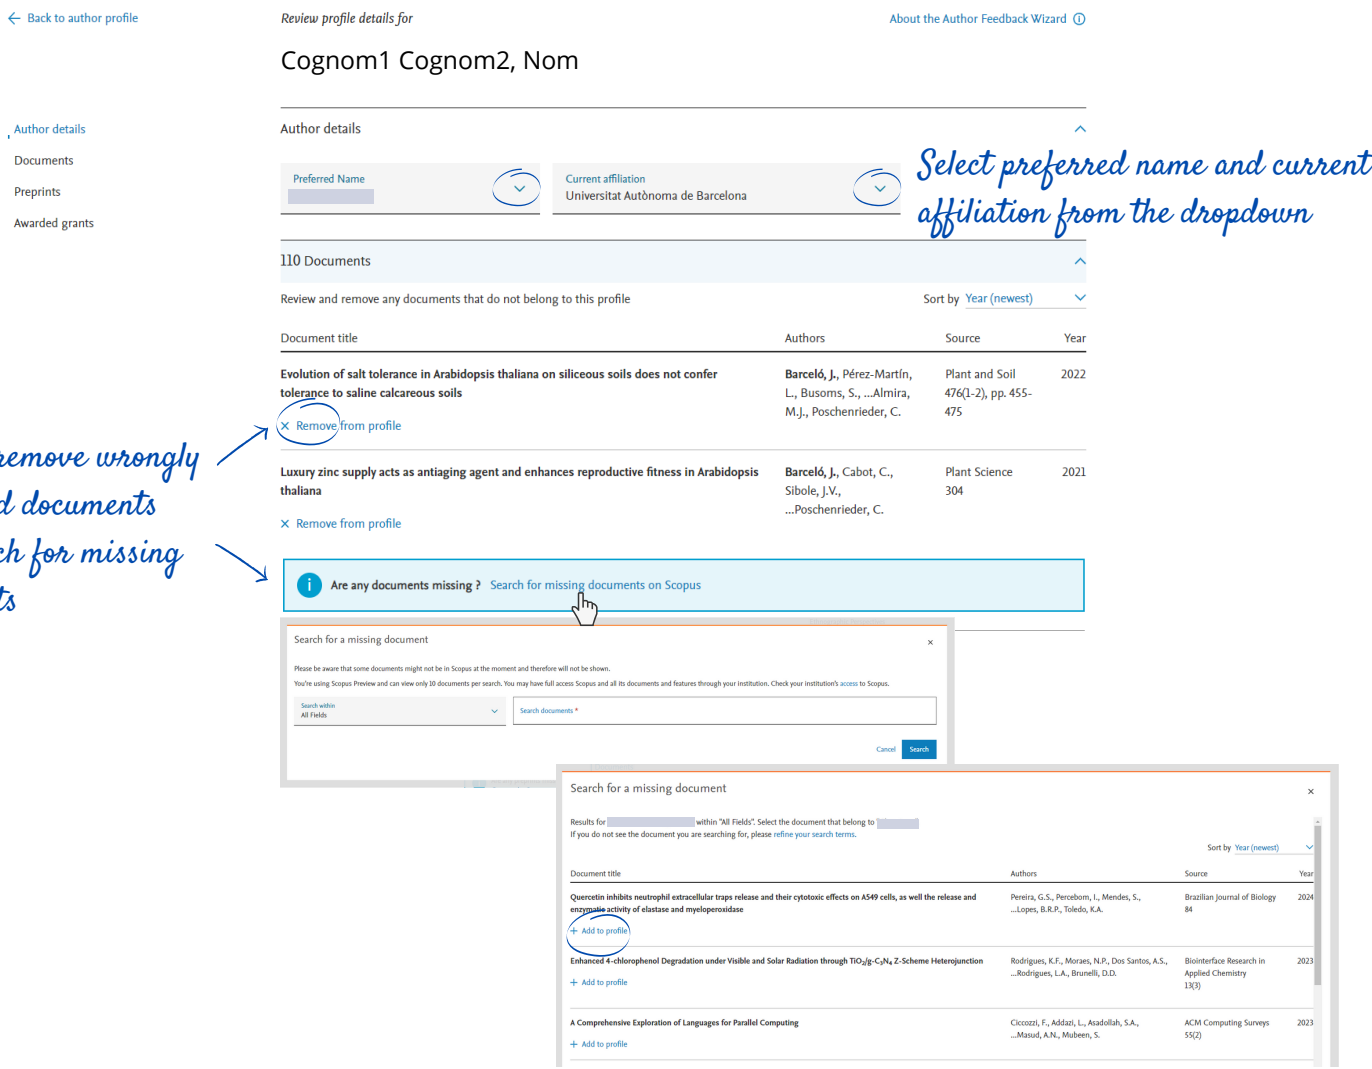 Back to author profile
Review profile details for
About the Author Feedback Wizard
Cognom1 Cognom2, Nom
Author details
Documents
Preprints
Awarded grants
Author details
Preferred Name
Current affiliation
Universitat Autònoma de Barcelona
Select preferred name and current
affiliation from the dropdown
110 Documents
Review and remove any documents that do not belong to this profile
Sort by Year (newest)
Document title Authors Source Year
Evolution of salt tolerance in Arabidopsis thaliana on siliceous soils does not confer
tolerance to saline calcareous soils
Barceló, J., Pérez-Martín,
L., Busoms, S., ...Almira,
M.J., Poschenrieder, C.
Plant and Soil
476(1-2), pp. 455-
475
2022
× Remove from profile
Luxury zinc supply acts as antiaging agent and enhances reproductive fitness in Arabidopsis
thaliana
Barceló, J., Cabot, C.,
Sibole, J.V.,
...Poschenrieder, C.
Plant Science
304
2021
× Remove from profile
remove wrongly
d documents
ch for missing
ts
Are any documents missing ? Search for missing documents on Scopus
Search for a missing document
×
Please be aware that some documents might not be in Scopus at the moment and therefore will not be shown.
You're using Scopus Preview and can view only 10 documents per search. You may have full access Scopus and all its documents and features through your institution. Check your institution's access to Scopus.
Search within
All Fields
Search documents *
Cancel Search
Search for a missing document
×
Results for within "All Fields". Select the document that belong to
If you do not see the document you are searching for, please refine your search terms.
Sort by Year (newest)
Document title Authors Source Year
Quercetin inhibits neutrophil extracellular traps release and their cytotoxic effects on A549 cells, as well the release and
enzymatic activity of elastase and myeloperoxidase
Pereira, G.S., Percebom, I., Mendes, S.,
...Lopes, B.R.P., Toledo, K.A.
Brazilian Journal of Biology
84
2024
+ Add to profile
Enhanced 4-chlorophenol Degradation under Visible and Solar Radiation through TiO₂/g-C₃N₄ Z-Scheme Heterojunction
Rodrigues, K.F., Moraes, N.P., Dos Santos, A.S.,
...Rodrigues, L.A., Brunelli, D.D.
Biointerface Research in
Applied Chemistry
13(3)
2023
+ Add to profile
A Comprehensive Exploration of Languages for Parallel Computing
Ciccozzi, F., Addazi, L., Asadollah, S.A.,
...Masud, A.N., Mubeen, S.
ACM Computing Surveys
55(2)
2023
+ Add to profile